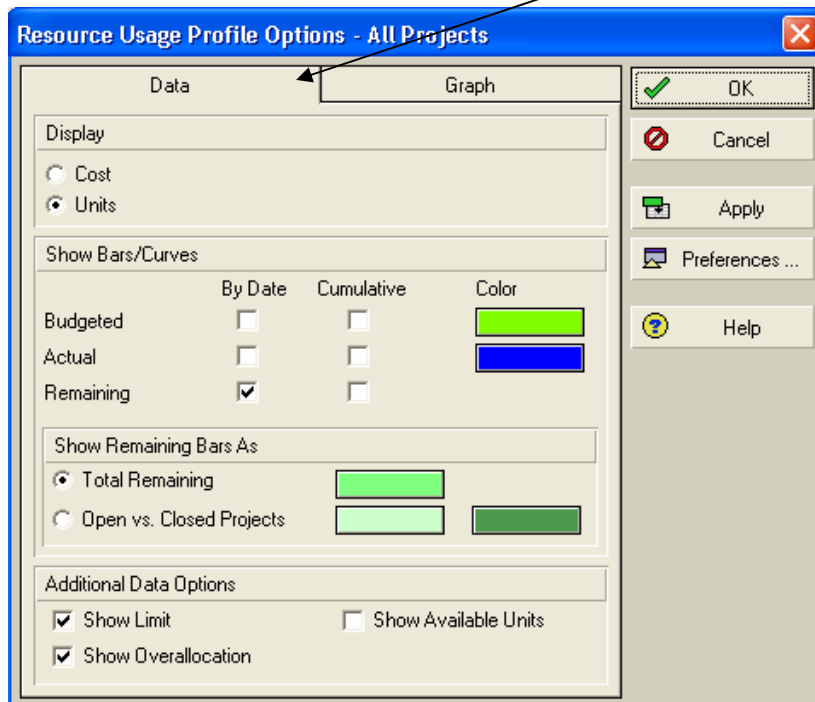 Resource Usage Profile Options - All Projects
Data Graph
OK
Display
Cancel
Cost
Units
Apply
Show Bars/Curves
Preferences ...
By Date Cumulative Color
Budgeted
Help
Actual
Remaining
Show Remaining Bars As
Total Remaining
Open vs. Closed Projects
Additional Data Options
Show Limit Show Available Units
Show Overallocation